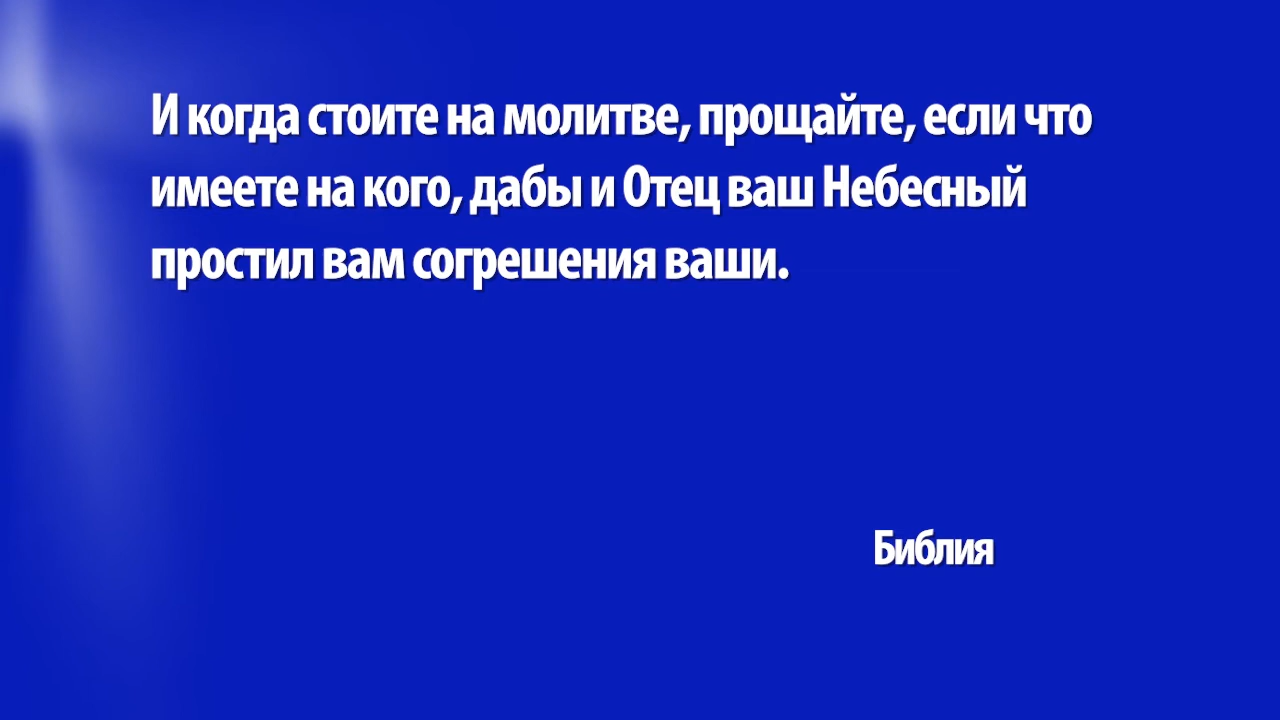 И когда стоите на молитве, прощайте, если что
имеете на кого, дабы и Отец ваш Небесный
простил вам согрешения ваши.
Библия